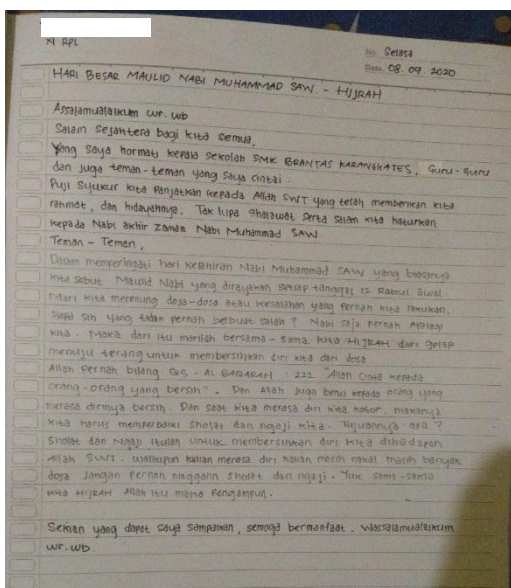 XI RPL
No. Selasa
Date. 08. 09. 2020
HARI BESAR MAULID NABI MUHAMMAD SAW. - HIJRAH
Assalamualaikum wr. wb
Salam sejahtera bagi kita semua,
Yang saya hormati kepala sekolah SMK BRANTAS KARANGKATES, Guru-guru
dan juga teman-teman yang saya cintai.
Puji syukur kita panjatkan kepada Allah SWT yang telah memberikan kita
rahmat, dan hidayahnya. Tak lupa shalawat serta salam kita haturkan
kepada Nabi akhir zaman Nabi Muhammad SAW.
Teman - Teman,
Dalam memperingati hari kelahiran Nabi Muhammad SAW yang biasanya
kita sebut Maulid Nabi yang dirayakan setiap tanggal 12 Rabiul awal
Mari kita merenung dosa-dosa atau kesalahan yang pernah kita lakukan,
siapa sih yang tidak pernah berbuat salah ? Nabi saja pernah Apalagi
kita. Maka dari itu marilah bersama-sama kita HIJRAH dari gelap
menuju terang untuk membersihkan diri kita dari dosa
Allah pernah bilang QS. AL BAQARAH : 222 "Allah cinta kepada
orang-orang yang bersih". Dan Allah juga benci kepada orang yang
merasa dirinya bersih. Dan saat kita merasa diri kita kotor, makanya
kita harus memperbaiki sholat dan ngaji kita. Tujuannya apa ?
Sholat dan Ngaji itulah untuk membersihkan diri kita dihadapan
Allah SWT. walaupun kalian merasa diri kalian masih nakal masih banyak
dosa jangan pernah ninggalin sholat dan ngaji. Yuk sama-sama
kita HIJRAH Allah itu maha Pengampun.
Sekian yang dapat saya sampaikan, semoga bermanfaat. Wassalamualaikum
wr. wb.